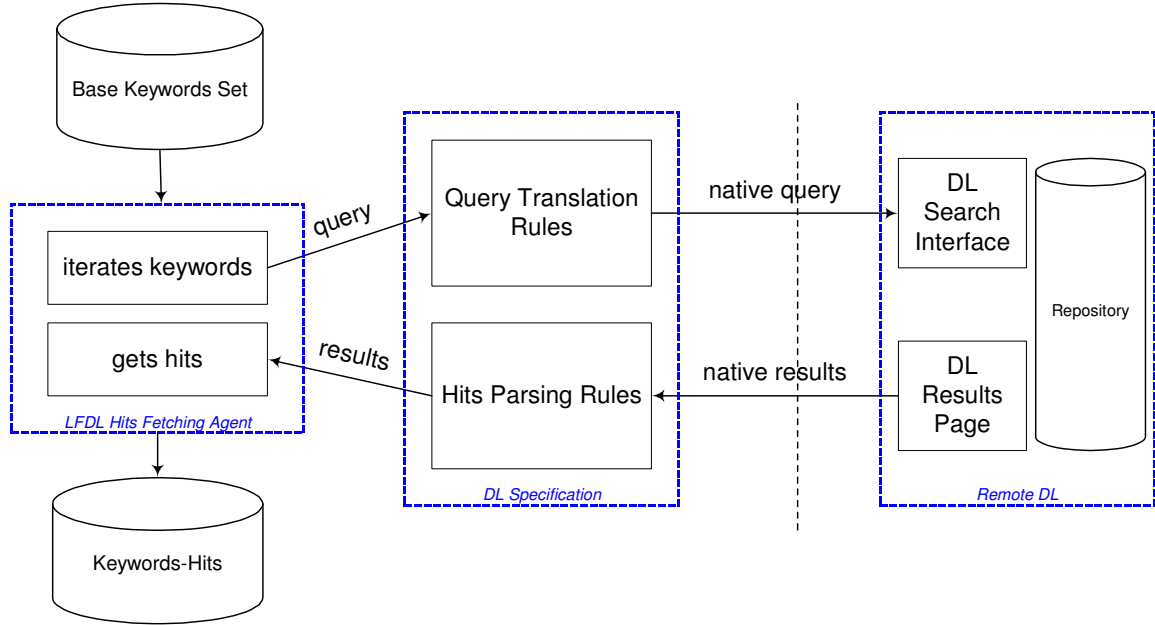 Base Keywords Set
iterates keywords
gets hits
LFDL Hits Fetching Agent
Keywords-Hits
query
results
Query Translation
Rules
Hits Parsing Rules
DL Specification
native query
native results
DL
Search
Interface
DL
Results
Page
Repository
Remote DL